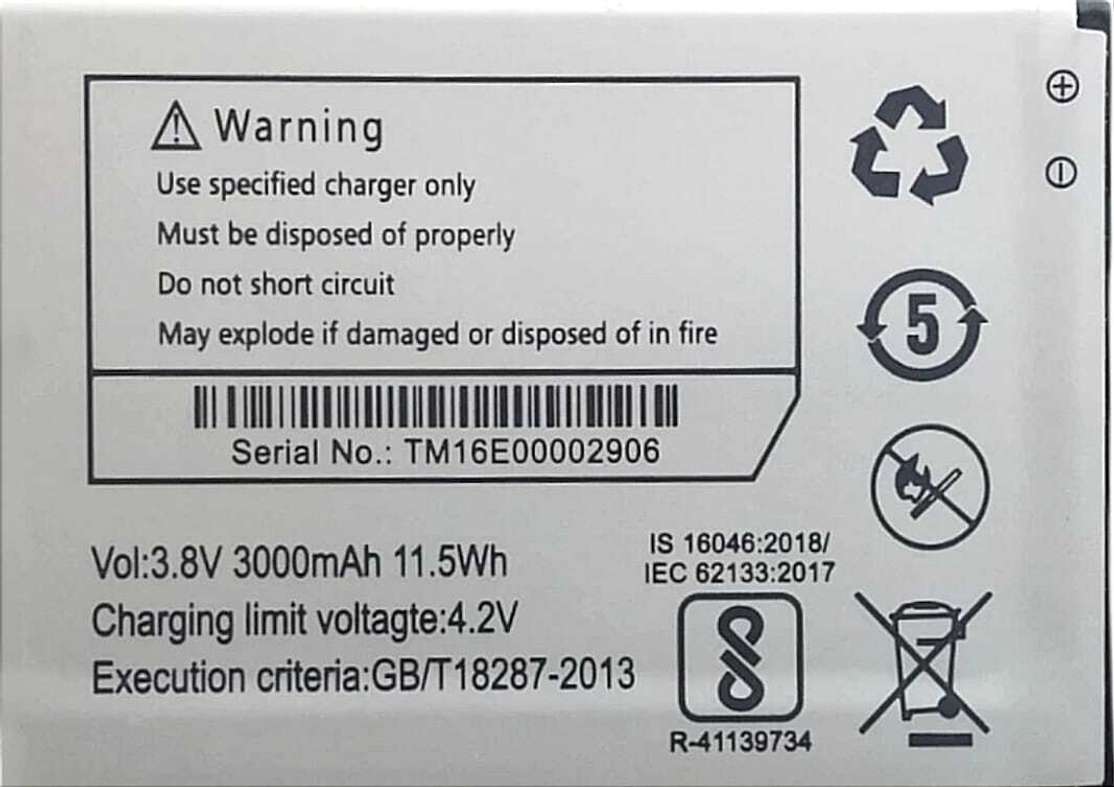 Warning
Use specified charger only
Must be disposed of properly
Do not short circuit
May explode if damaged or disposed of in fire
Serial No.: TM16E00002906
Vol:3.8V 3000mAh 11.5Wh
Charging limit voltagte:4.2V
Execution criteria:GB/T18287-2013
IS 16046:2018/
IEC 62133:2017
R-41139734
5